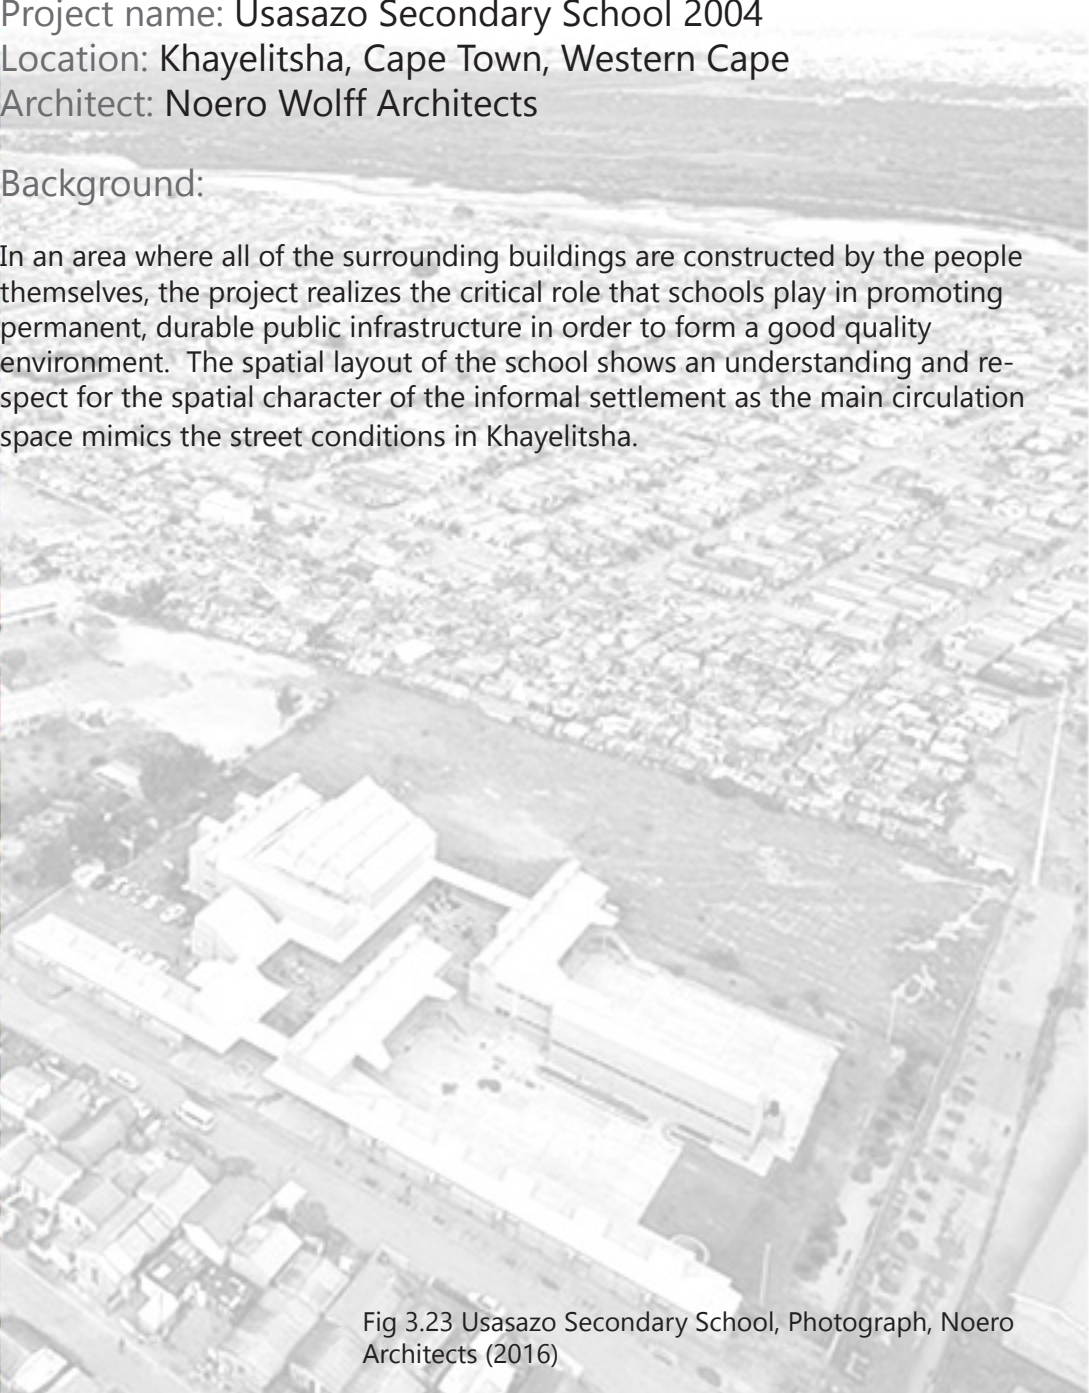 Project name: Usasazo Secondary School 2004
Location: Khayelitsha, Cape Town, Western Cape
Architect: Noero Wolff Architects
Background:
In an area where all of the surrounding buildings are constructed by the people
themselves, the project realizes the critical role that schools play in promoting
permanent, durable public infrastructure in order to form a good quality
environment.  The spatial layout of the school shows an understanding and re-
spect for the spatial character of the informal settlement as the main circulation
space mimics the street conditions in Khayelitsha.
Fig 3.23 Usasazo Secondary School, Photograph, Noero
Architects (2016)